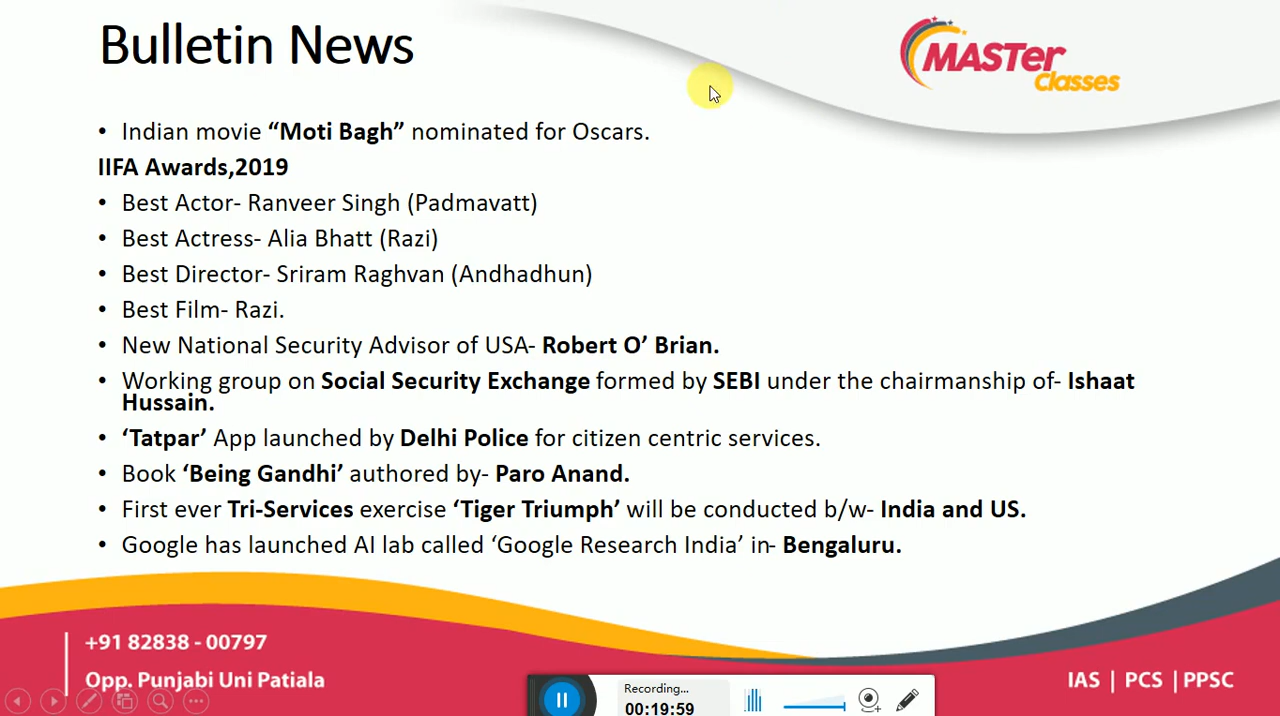 Bulletin News
MASTer
Classes
• Indian movie “Moti Bagh” nominated for Oscars.
IIFA Awards,2019
• Best Actor- Ranveer Singh (Padmavatt)
• Best Actress- Alia Bhatt (Razi)
• Best Director- Sriram Raghvan (Andhadhun)
• Best Film- Razi.
• New National Security Advisor of USA- Robert O’ Brian.
• Working group on Social Security Exchange formed by SEBI under the chairmanship of- Ishaat
Hussain.
• ‘Tatpar’ App launched by Delhi Police for citizen centric services.
• Book ‘Being Gandhi’ authored by- Paro Anand.
• First ever Tri-Services exercise ‘Tiger Triumph’ will be conducted b/w- India and US.
• Google has launched AI lab called ‘Google Research India’ in- Bengaluru.
+91 82838 - 00797
Opp. Punjabi Uni Patiala
IAS | PCS | PPSC
Recording...
00:19:59